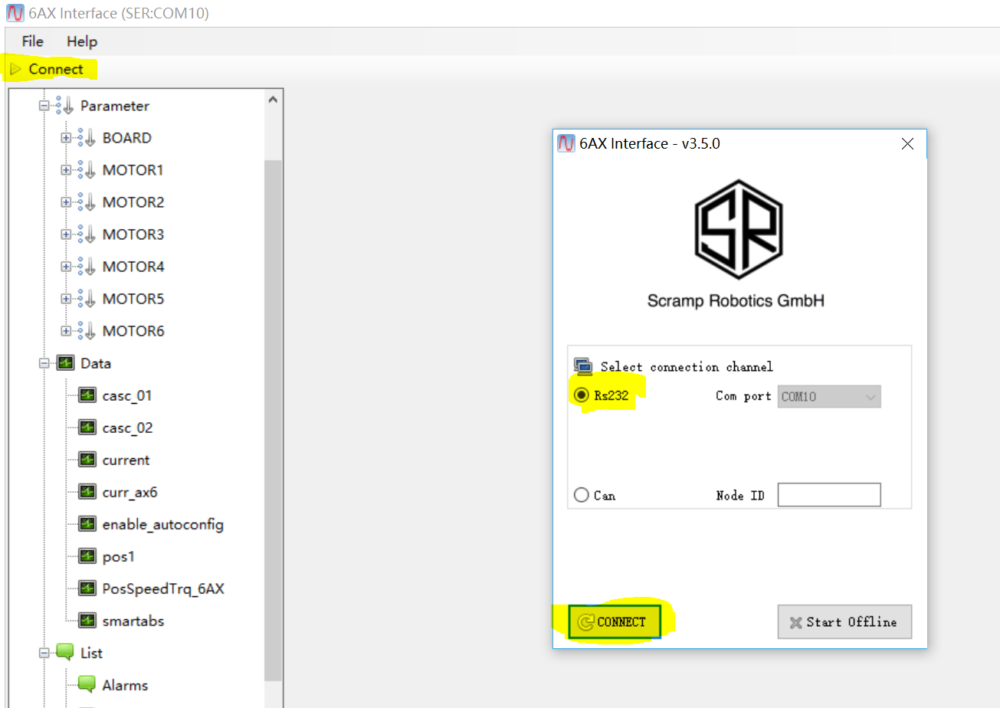 6AX Interface (SER:COM10)
File Help
Connect
Parameter
BOARD
MOTOR1
MOTOR2
MOTOR3
MOTOR4
MOTOR5
MOTOR6
Data
casc_01
casc_02
current
curr_ax6
enable_autoconfig
pos1
PosSpeedTrq_6AX
smartabs
List
Alarms
6AX Interface - v3.5.0
SR
Scramp Robotics GmbH
Select connection channel
Rs232 Com port COM10
Can Node ID
CONNECT Start Offline